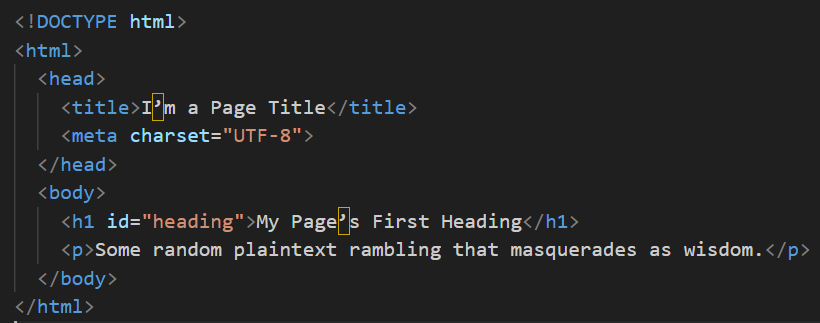 <!DOCTYPE html>
<html>
<head>
<title>I’m a Page Title</title>
<meta charset="UTF-8">
</head>
<body>
<h1 id="heading">My Page’s First Heading</h1>
<p>Some random plaintext rambling that masquerades as wisdom.</p>
</body>
</html>